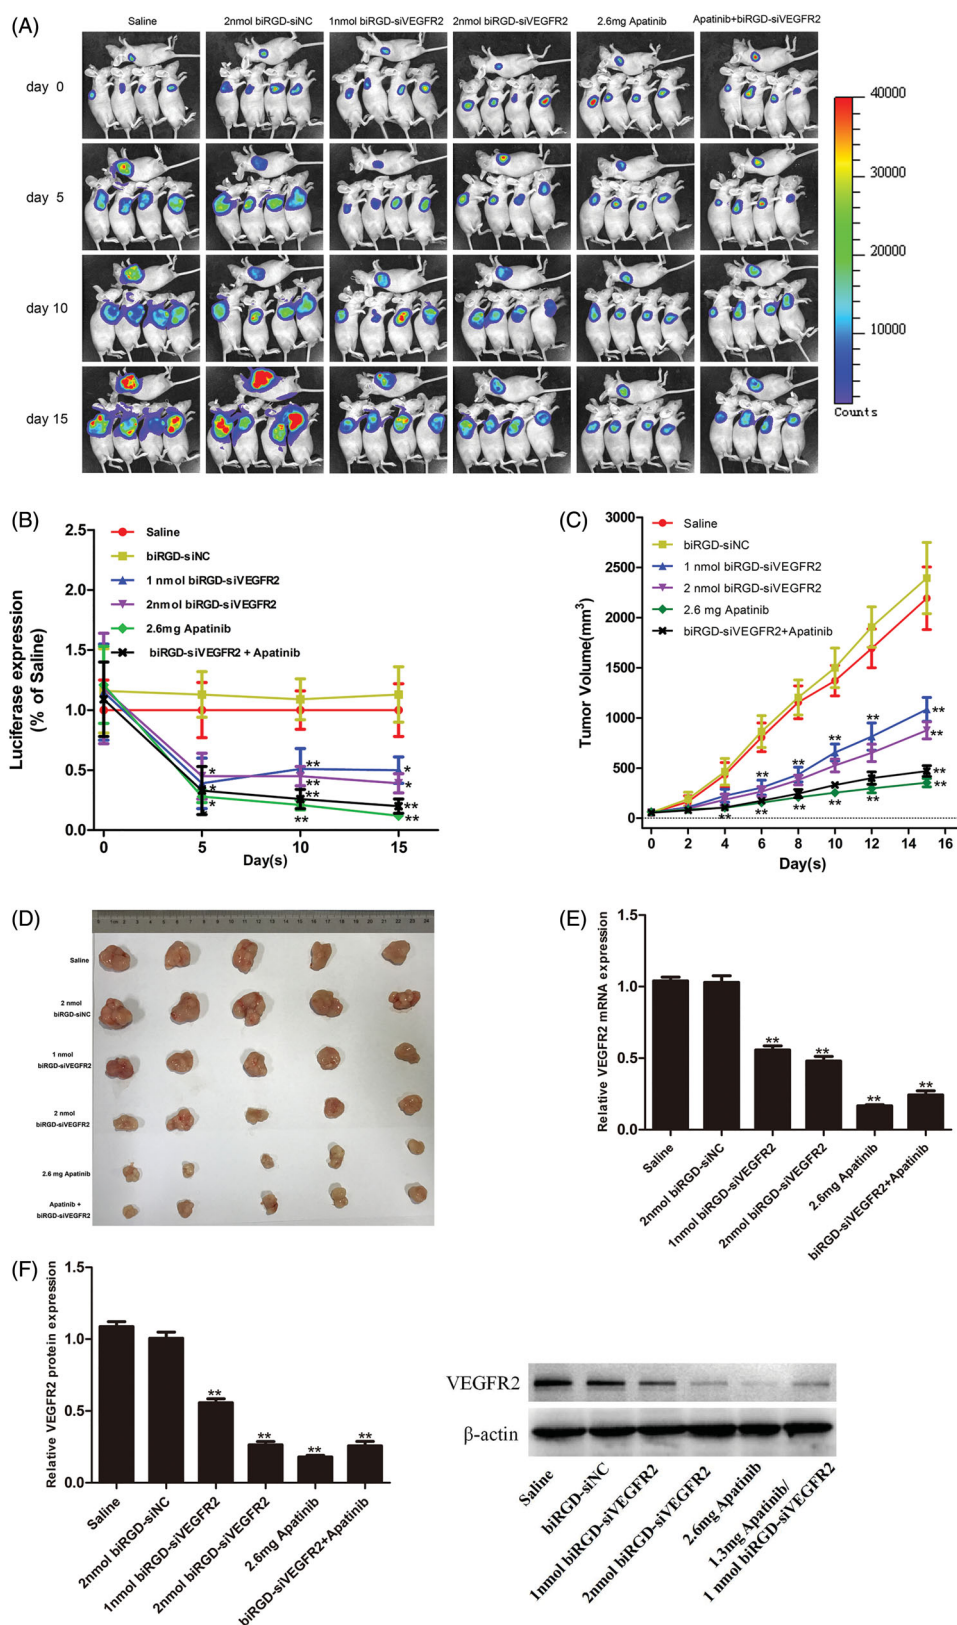 (A)
Saline
2nmol biRGD-siNC
1nmol biRGD-siVEGFR2
2nmol biRGD-siVEGFR2
2.6mg Apatinib
Apatinib+biRGD-siVEGFR2
day 0
day 5
day 10
day 15
40000
30000
20000
10000
Counts
(B)
Luciferase expression
(% of Saline)
2.5
2.0
1.5
1.0
0.5
0.0
Saline
biRGD-siNC
1 nmol biRGD-siVEGFR2
2nmol biRGD-siVEGFR2
2.6mg Apatinib
biRGD-siVEGFR2 + Apatinib
*
*
*
**
**
**
**
*
*
**
**
0 5 10 15
Day(s)
(C)
Tumor Volume(mm³)
3000
2500
2000
1500
1000
500
0
Saline
biRGD-siNC
1 nmol biRGD-siVEGFR2
2 nmol biRGD-siVEGFR2
2.6 mg Apatinib
biRGD-siVEGFR2+Apatinib
**
**
**
**
**
**
**
**
**
**
**
**
**
0 2 4 6 8 10 12 14 16
Day(s)
(D)
Saline
2 nmol
biRGD-siNC
1 nmol
biRGD-siVEGFR2
2 nmol
biRGD-siVEGFR2
2.6 mg Apatinib
Apatinib +
biRGD-siVEGFR2
(E)
Relative VEGFR2 mRNA expression
1.5
1.0
0.5
0.0
** ** ** **
Saline
2nmol biRGD-siNC
1nmol biRGD-siVEGFR2
2nmol biRGD-siVEGFR2
2.6mg Apatinib
biRGD-siVEGFR2+Apatinib
(F)
Relative VEGFR2 protein expression
1.5
1.0
0.5
0.0
** ** ** **
Saline
2nmol biRGD-siNC
1nmol biRGD-siVEGFR2
2nmol biRGD-siVEGFR2
2.6mg Apatinib
biRGD-siVEGFR2+Apatinib
VEGFR2
β-actin
Saline
biRGD-siNC
1nmol biRGD-siVEGFR2
2nmol biRGD-siVEGFR2
2.6mg Apatinib
1.3mg Apatinib/
1 nmol biRGD-siVEGFR2